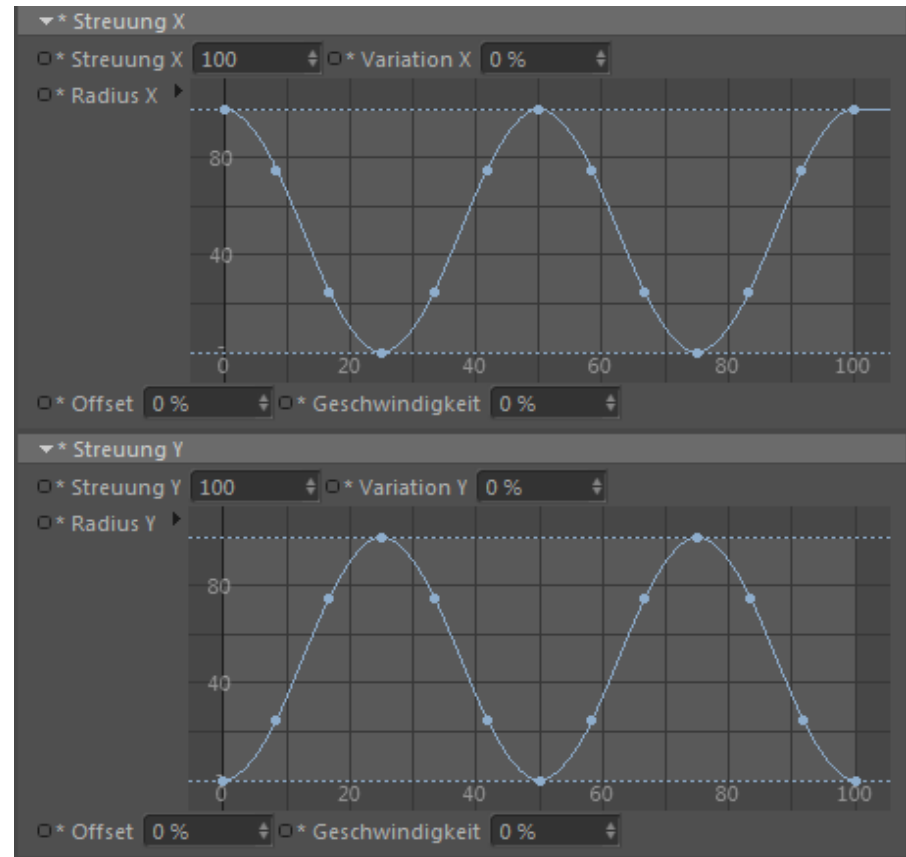 * Streuung X
* Streuung X 100 * Variation X 0 %
* Radius X
80
40
0 20 40 60 80 100
* Offset 0 % * Geschwindigkeit 0 %
* Streuung Y
* Streuung Y 100 * Variation Y 0 %
* Radius Y
80
40
0 20 40 60 80 100
* Offset 0 % * Geschwindigkeit 0 %